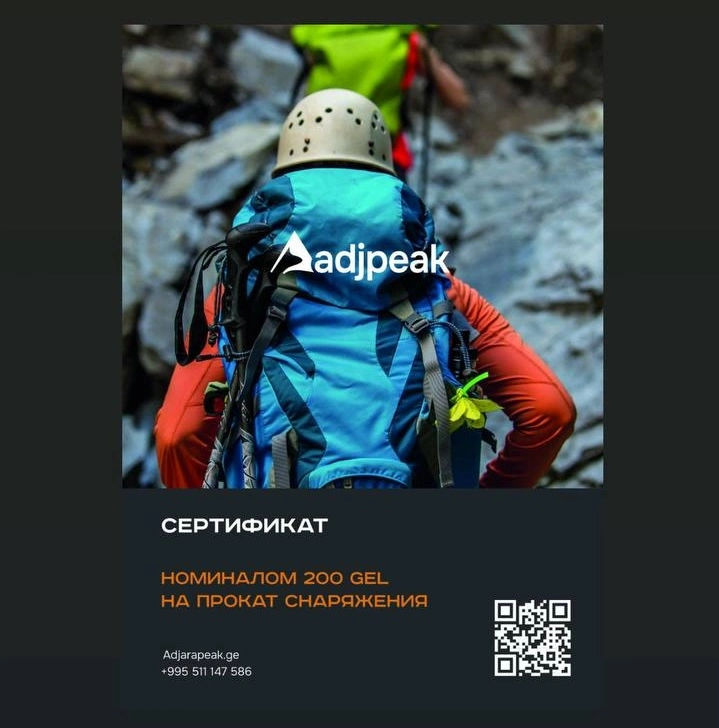 adjpeak
СЕРТИФИКАТ
НОМИНАЛОМ 200 GEL
НА ПРОКАТ СНАРЯЖЕНИЯ
Adjarapeak.ge
+995 511 147 586